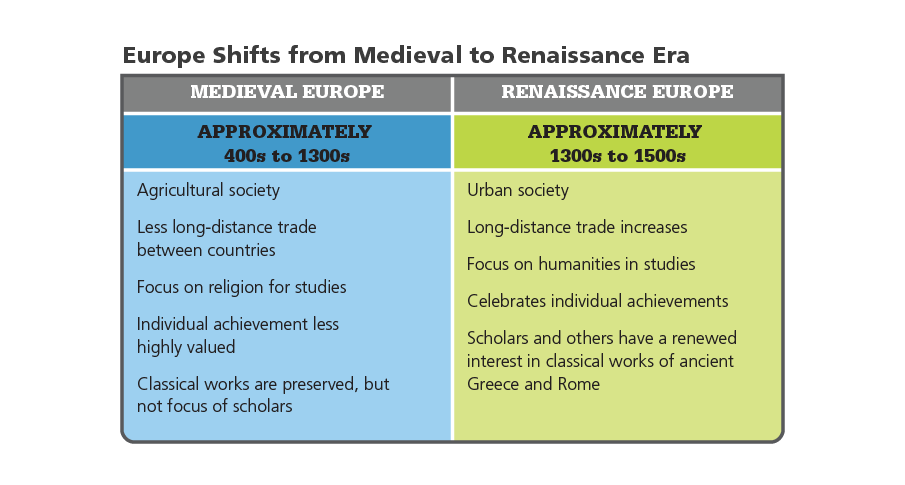 Europe Shifts from Medieval to Renaissance Era
MEDIEVAL EUROPE
RENAISSANCE EUROPE
APPROXIMATELY
400s to 1300s
APPROXIMATELY
1300s to 1500s
Agricultural society
Less long-distance trade
between countries
Focus on religion for studies
Individual achievement less
highly valued
Classical works are preserved, but
not focus of scholars
Urban society
Long-distance trade increases
Focus on humanities in studies
Celebrates individual achievements
Scholars and others have a renewed
interest in classical works of ancient
Greece and Rome